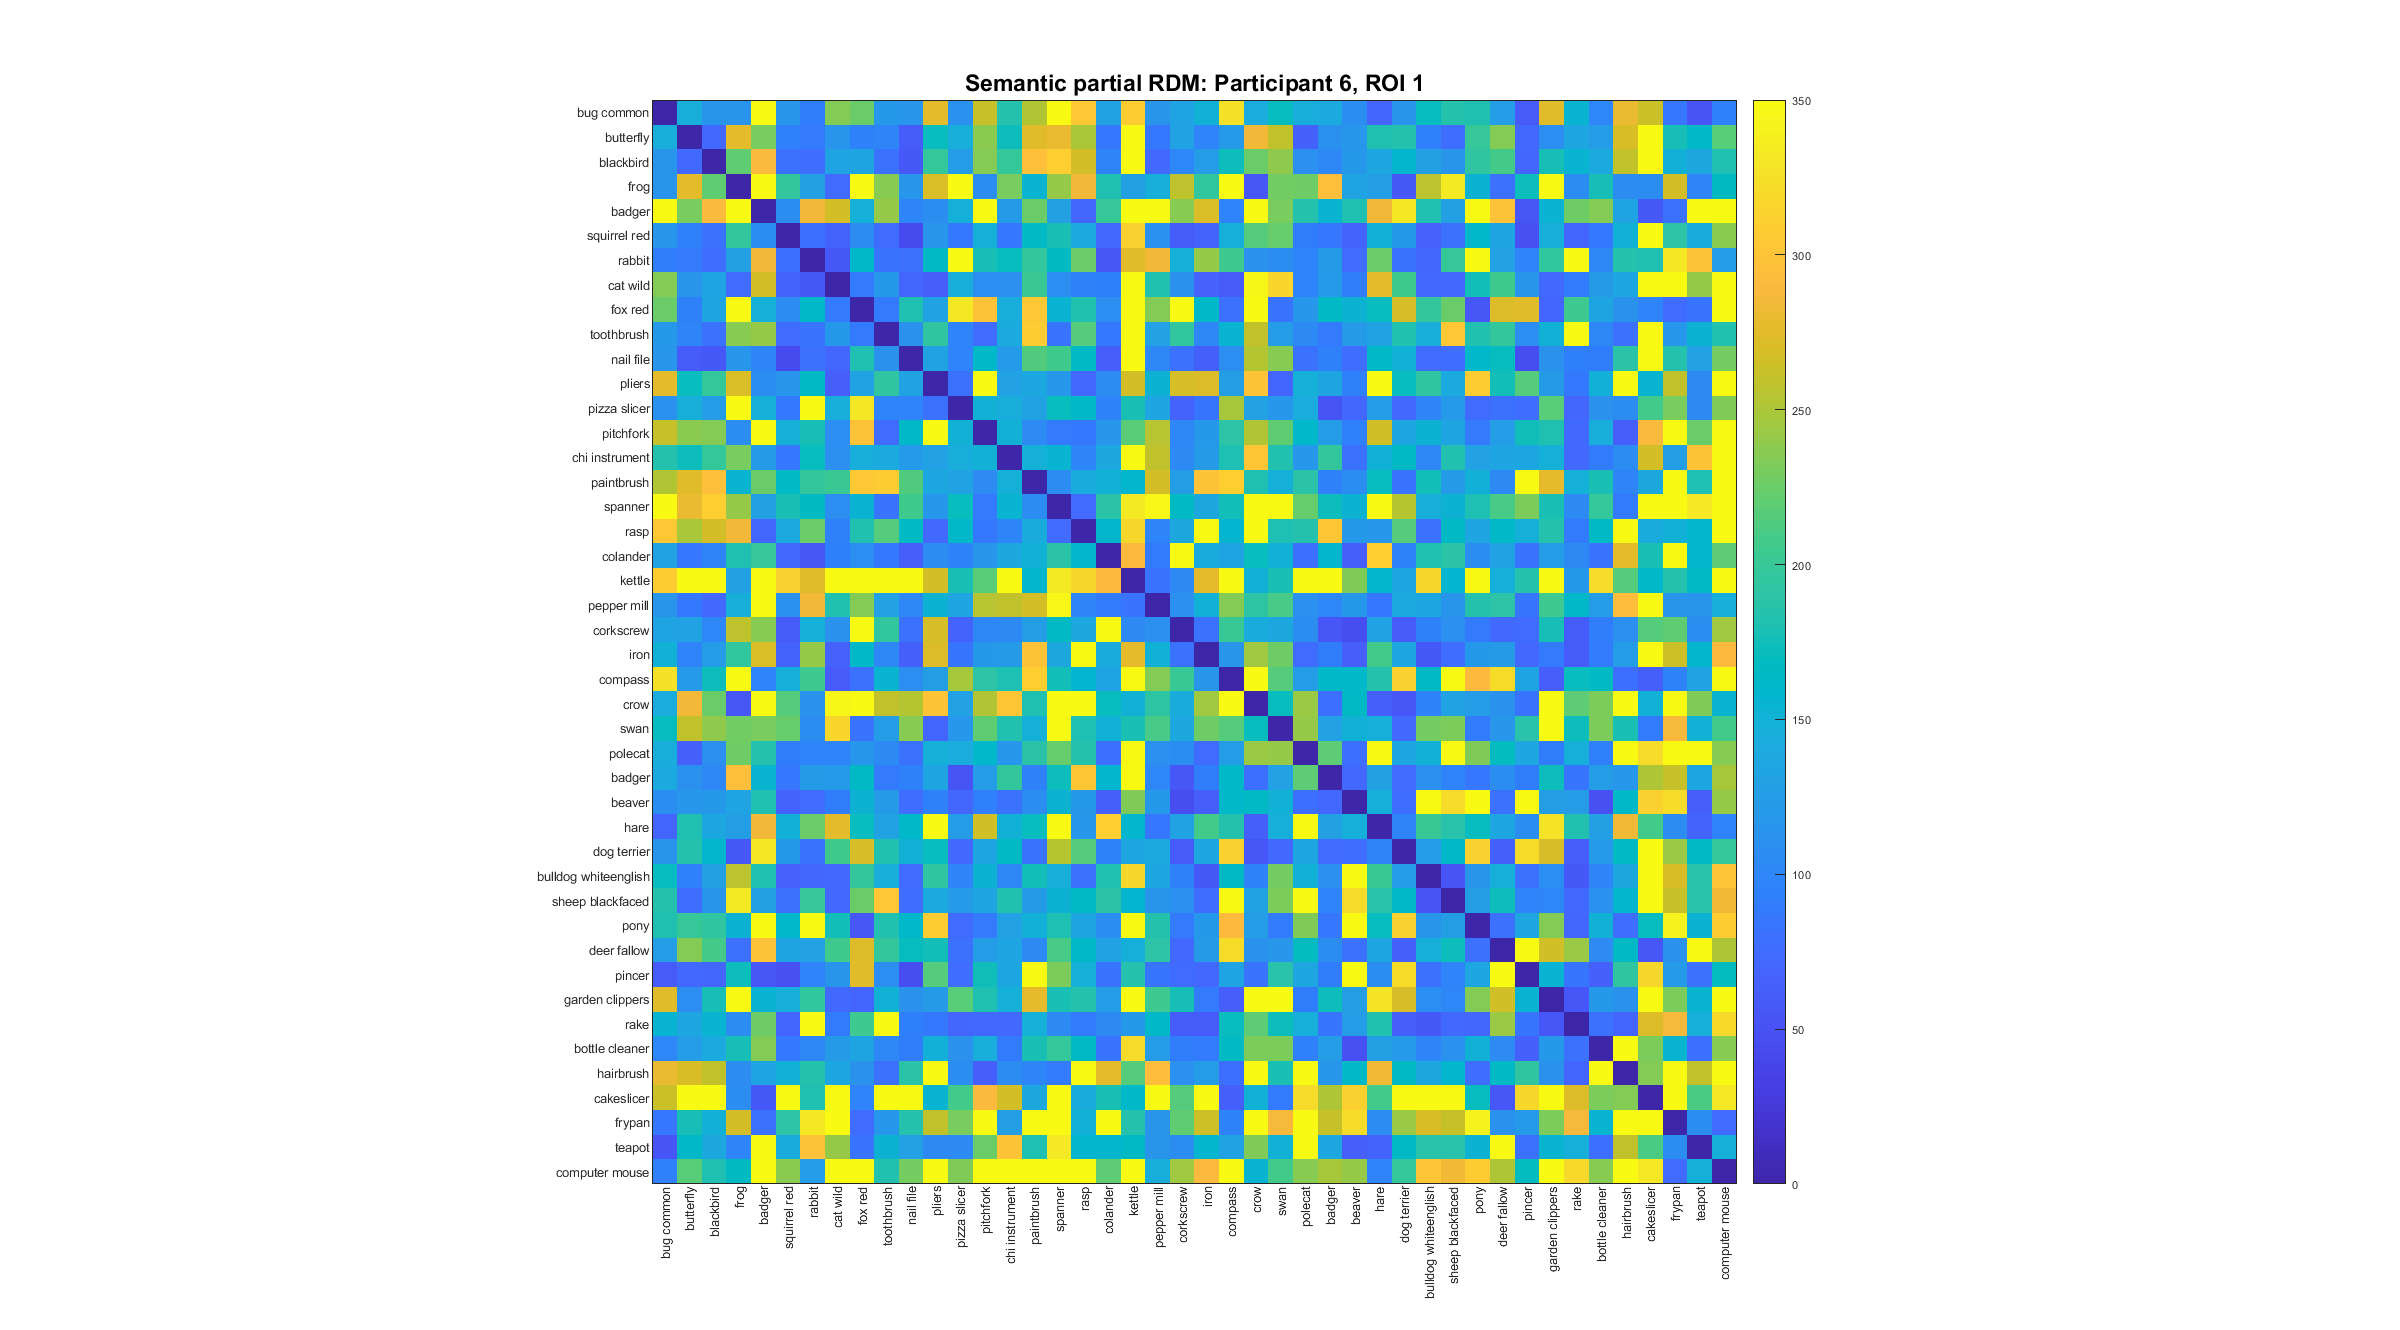 Semantic partial RDM: Participant 6, ROI 1
bug common
butterfly
blackbird
frog
badger
squirrel red
rabbit
cat wild
fox red
toothbrush
nail file
pliers
pizza slicer
pitchfork
chi instrument
paintbrush
spanner
rasp
colander
kettle
pepper mill
corkscrew
iron
compass
crow
swan
polecat
badger
beaver
hare
dog terrier
bulldog whiteenglish
sheep blackfaced
pony
deer fallow
pincer
garden clippers
rake
bottle cleaner
hairbrush
cakeslicer
frypan
teapot
computer mouse
bug common
butterfly
blackbird
frog
badger
squirrel red
rabbit
cat wild
fox red
toothbrush
nail file
pliers
pizza slicer
pitchfork
chi instrument
paintbrush
spanner
rasp
colander
kettle
pepper mill
corkscrew
iron
compass
crow
swan
polecat
badger
beaver
hare
dog terrier
bulldog whiteenglish
sheep blackfaced
pony
deer fallow
pincer
garden clippers
rake
bottle cleaner
hairbrush
cakeslicer
frypan
teapot
computer mouse
350
300
250
200
150
100
50
0